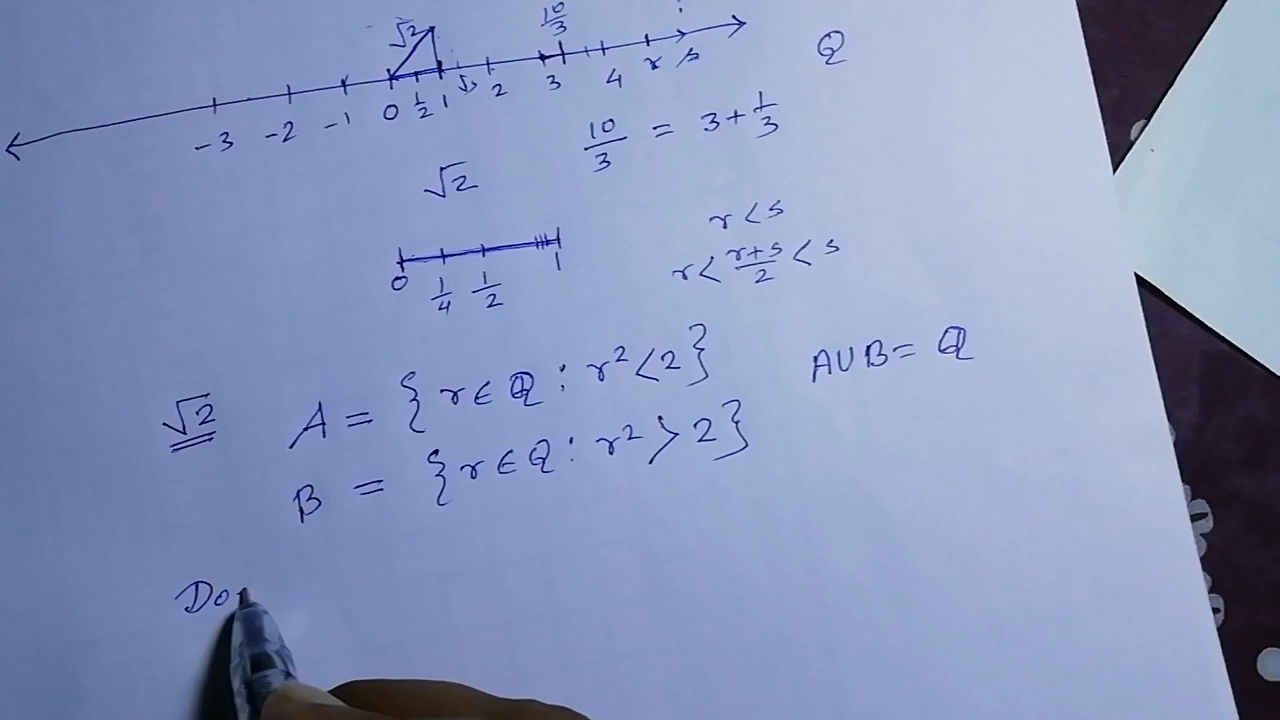 √2 10/3
-3 -2 -1 0 1/2 1 √2 2 3 4 r s
Q
10/3 = 3 + 1/3
√2
r < s
0 1/4 1/2 1
r < (r+s)/2 < s
√2 A = { r ∈ Q : r² < 2 } A ∪ B = Q
B = { r ∈ Q : r² > 2 }